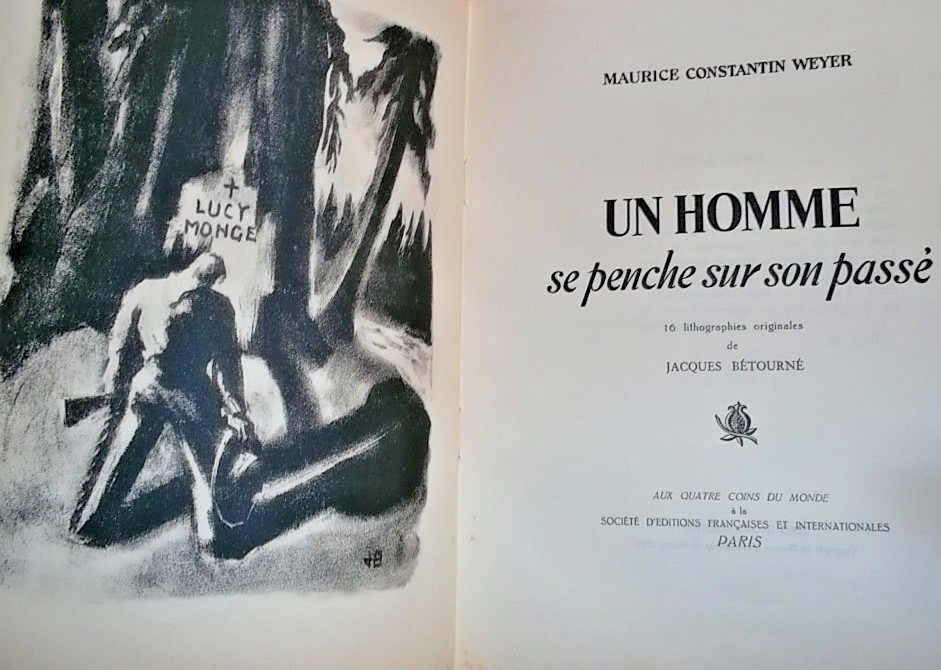 +
LUCY
MONGE
JB
MAURICE CONSTANTIN WEYER
UN HOMME
se penche sur son passé
16 lithographies originales
de
JACQUES BÉTOURNÉ
AUX QUATRE COINS DU MONDE
à la
SOCIÉTÉ D'EDITIONS FRANÇAISES ET INTERNATIONALES
PARIS